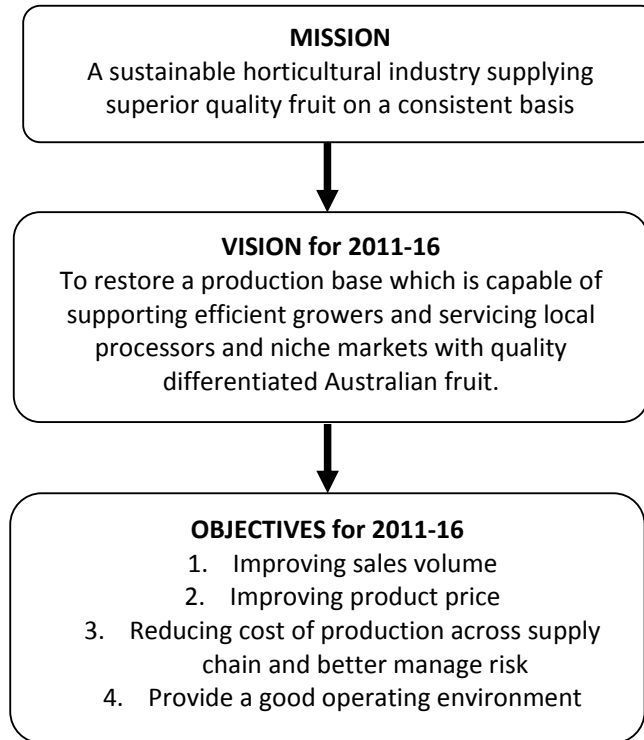 MISSION
A sustainable horticultural industry supplying
superior quality fruit on a consistent basis
VISION for 2011-16
To restore a production base which is capable of
supporting efficient growers and servicing local
processors and niche markets with quality
differentiated Australian fruit.
OBJECTIVES for 2011-16
1. Improving sales volume
2. Improving product price
3. Reducing cost of production across supply
chain and better manage risk
4. Provide a good operating environment